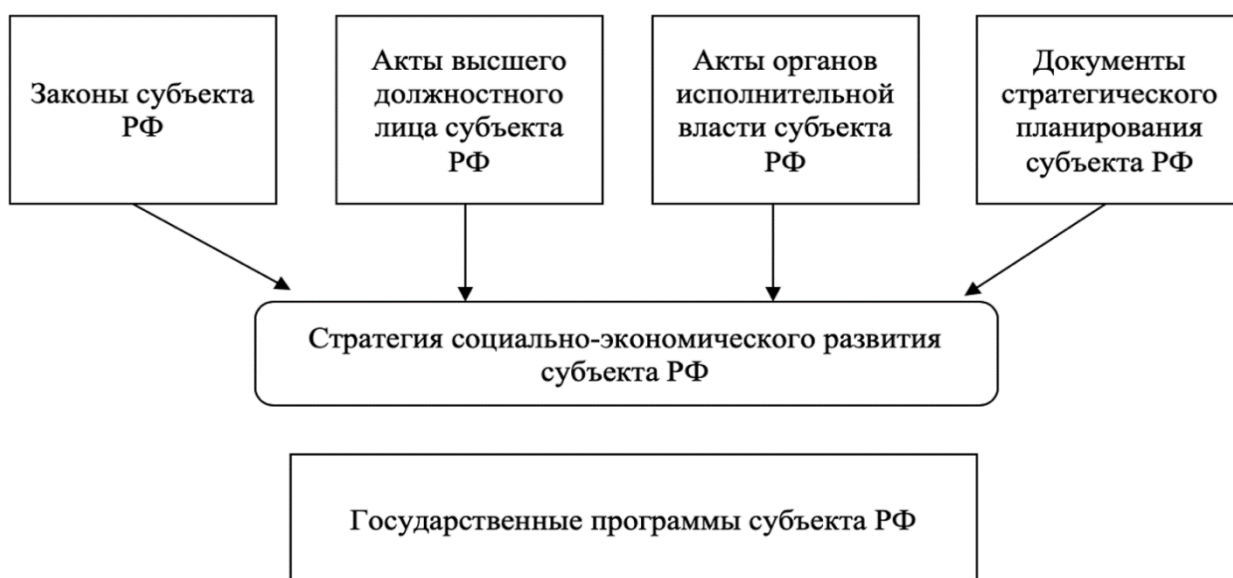 Законы субъекта
РФ
Акты высшего
должностного
лица субъекта
РФ
Акты органов
исполнительной
власти субъекта
РФ
Документы
стратегического
планирования
субъекта РФ
Стратегия социально-экономического развития
субъекта РФ
Государственные программы субъекта РФ